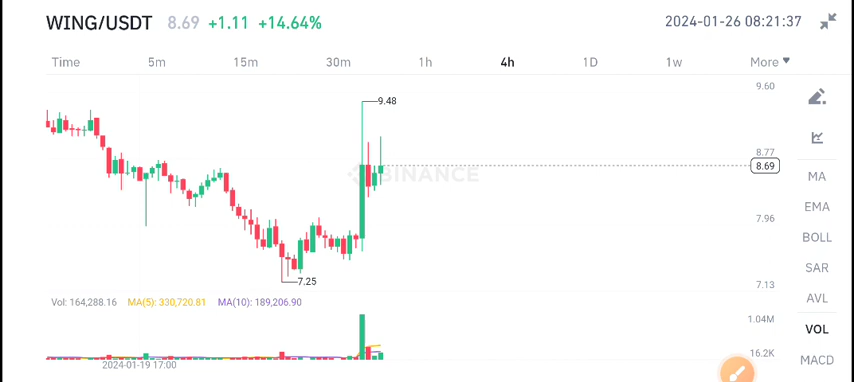 WING/USDT 8.69 +1.11 +14.64% 2024-01-26 08:21:37
Time 5m 15m 30m 1h 4h 1D 1w More
9.60
9.48
8.77
8.69
BINANCE
MA
EMA
7.96
BOLL
SAR
7.25
7.13
AVL
Vol: 164,288.16 MA(5): 330,720.81 MA(10): 189,206.90
1.04M
VOL
16.2K
MACD
2024-01-19 17:00